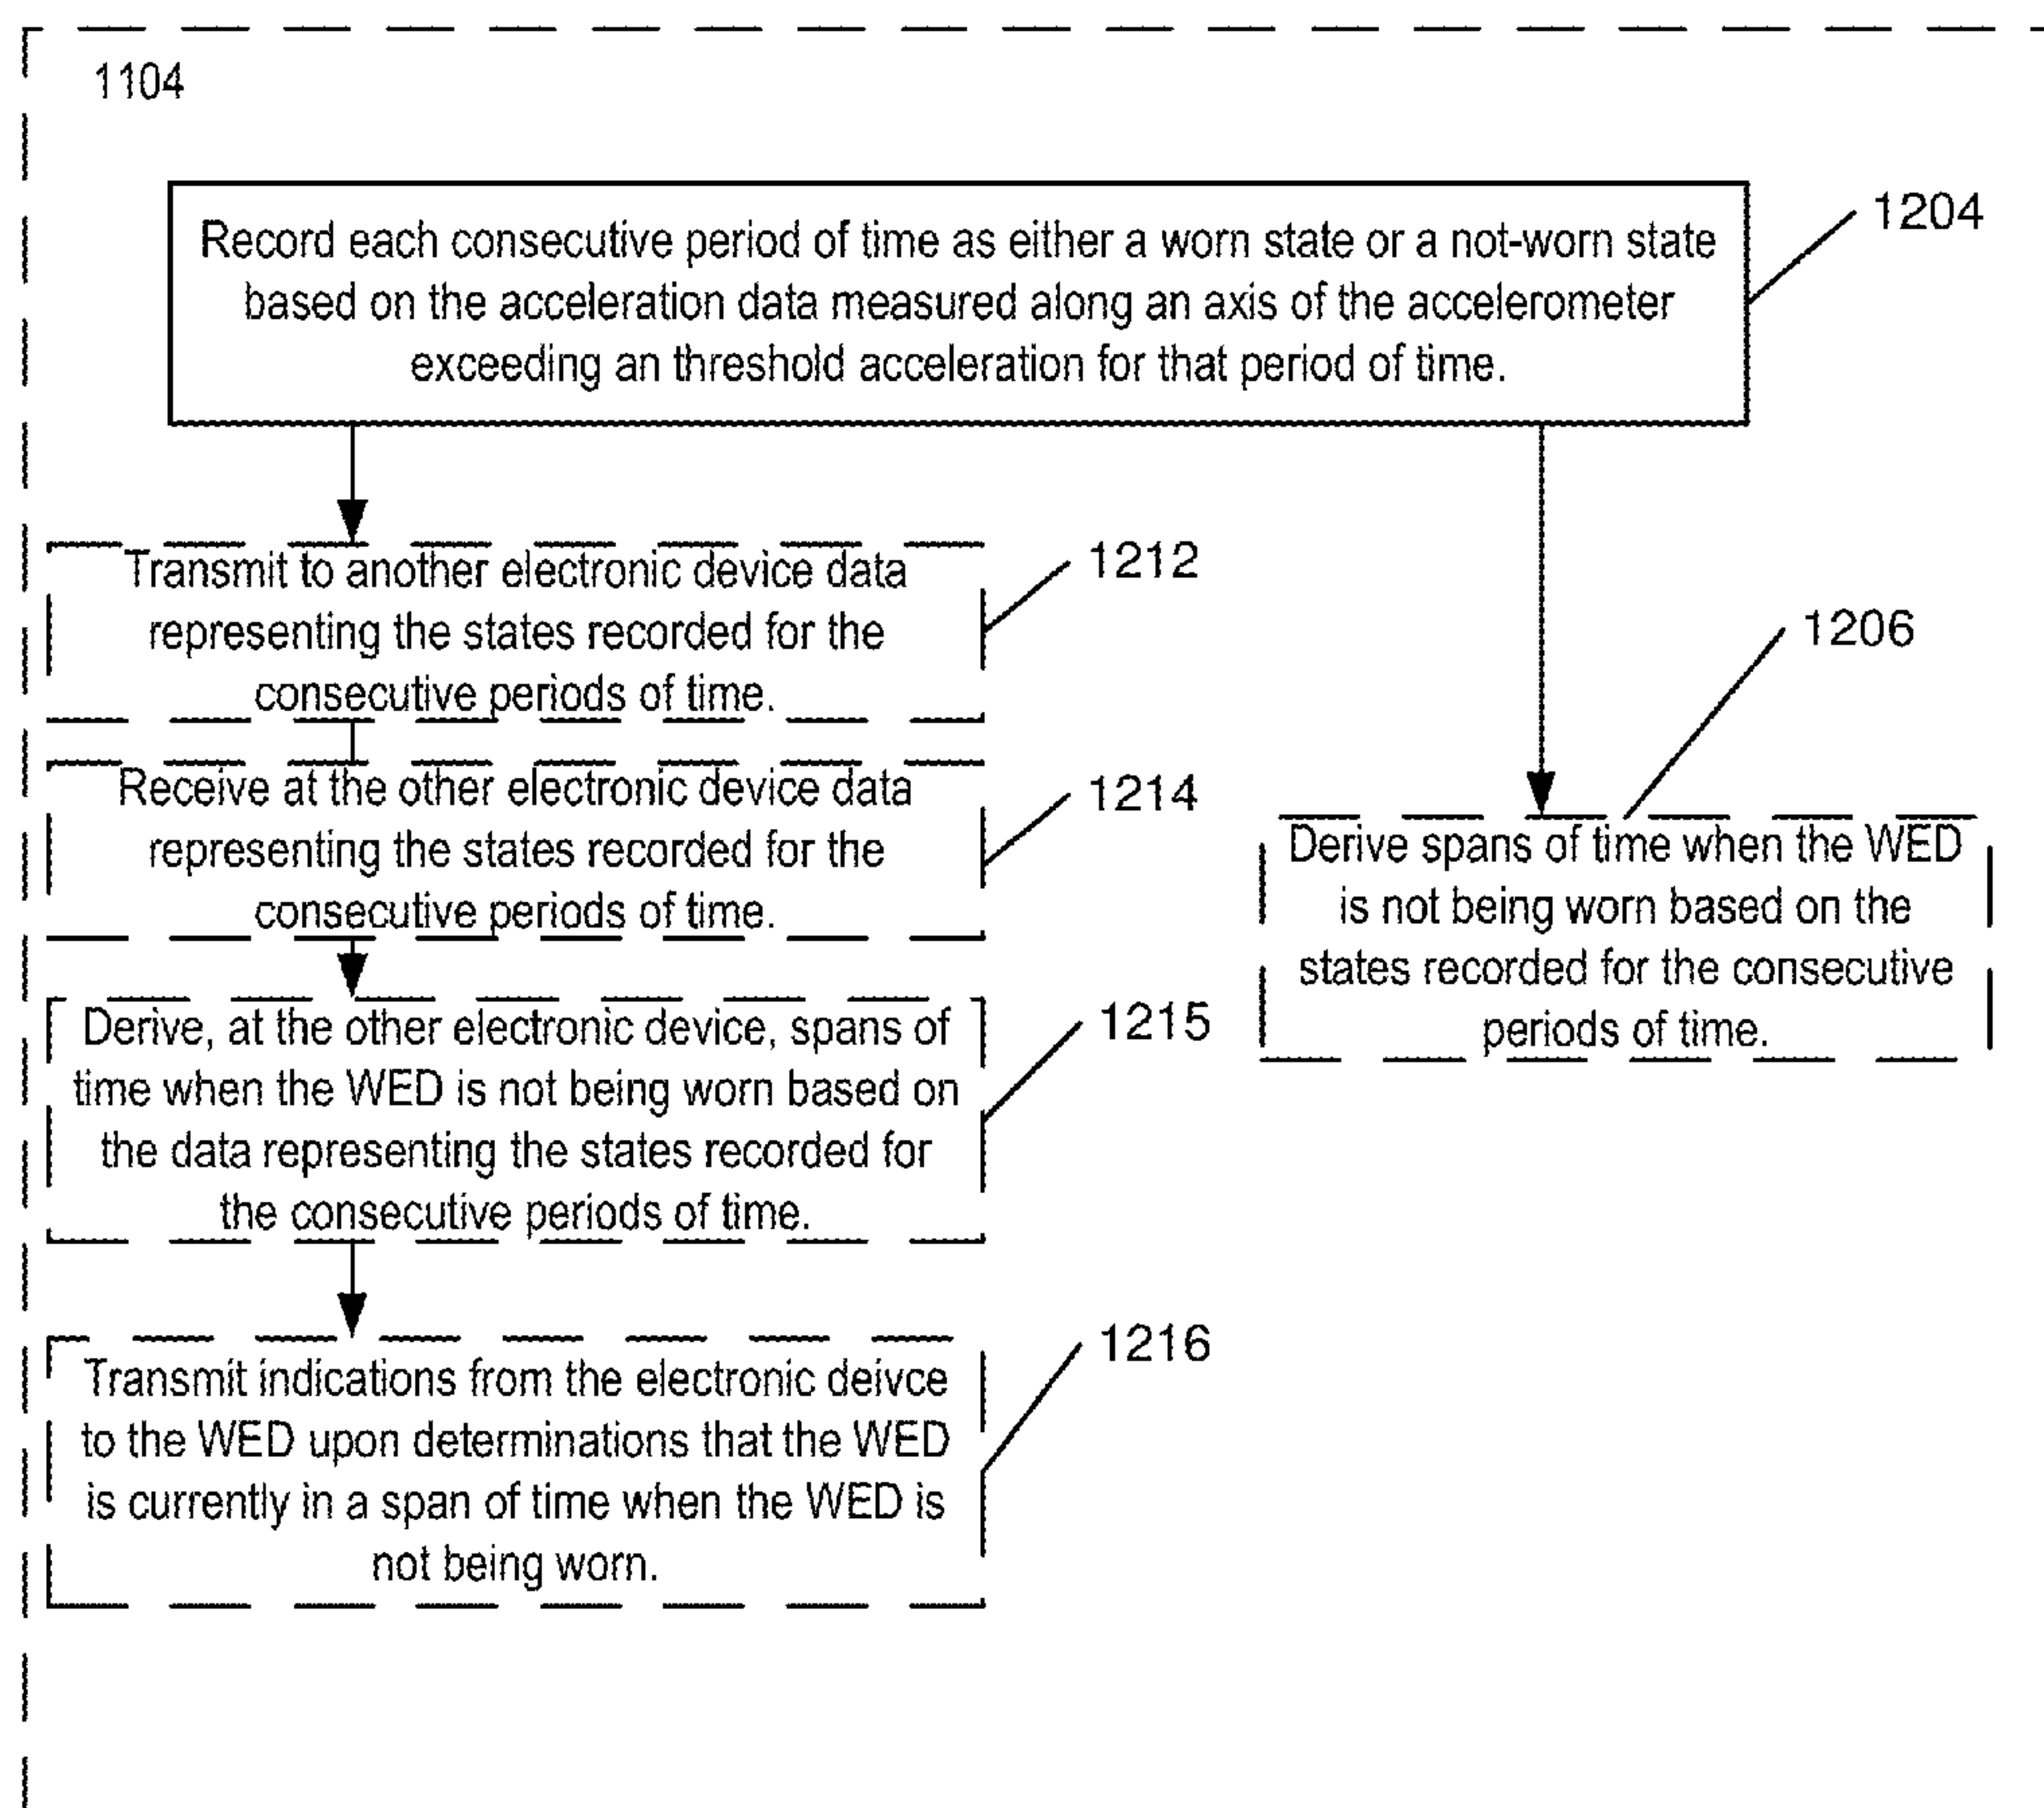 1104
Record each consecutive period of time as either a worn state or a not-worn state
based on the acceleration data measured along an axis of the accelerometer
exceeding an threshold acceleration for that period of time.
1204
Transmit to another electronic device data
representing the states recorded for the
consecutive periods of time.
1212
Receive at the other electronic device data
representing the states recorded for the
consecutive periods of time.
1214
Derive, at the other electronic device, spans of
time when the WED is not being worn based on
the data representing the states recorded for
the consecutive periods of time.
1215
Transmit indications from the electronic deivce
to the WED upon determinations that the WED
is currently in a span of time when the WED is
not being worn.
1216
1206
Derive spans of time when the WED
is not being worn based on the
states recorded for the consecutive
periods of time.